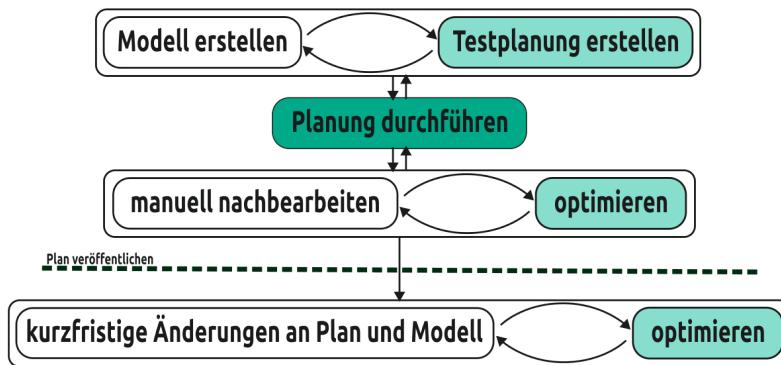 Modell erstellen
Testplanung erstellen
Planung durchführen
manuell nachbearbeiten
optimieren
Plan veröffentlichen
kurzfristige Änderungen an Plan und Modell
optimieren